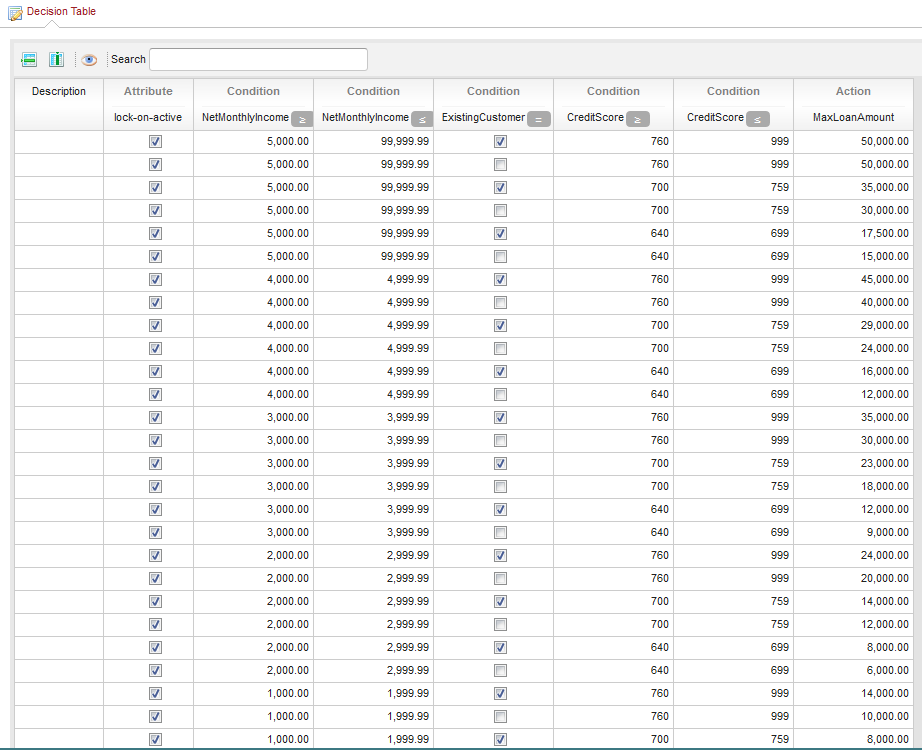 Decision Table
Search
Description Attribute Condition Condition Condition Condition Condition Action
lock-on-active NetMonthlyIncome ≥ NetMonthlyIncome ≤ ExistingCustomer = CreditScore ≥ CreditScore ≤ MaxLoanAmount
5,000.00 99,999.99 760 999 50,000.00
5,000.00 99,999.99 760 999 50,000.00
5,000.00 99,999.99 700 759 35,000.00
5,000.00 99,999.99 700 759 30,000.00
5,000.00 99,999.99 640 699 17,500.00
5,000.00 99,999.99 640 699 15,000.00
4,000.00 4,999.99 760 999 45,000.00
4,000.00 4,999.99 760 999 40,000.00
4,000.00 4,999.99 700 759 29,000.00
4,000.00 4,999.99 700 759 24,000.00
4,000.00 4,999.99 640 699 16,000.00
4,000.00 4,999.99 640 699 12,000.00
3,000.00 3,999.99 760 999 35,000.00
3,000.00 3,999.99 760 999 30,000.00
3,000.00 3,999.99 700 759 23,000.00
3,000.00 3,999.99 700 759 18,000.00
3,000.00 3,999.99 640 699 12,000.00
3,000.00 3,999.99 640 699 9,000.00
2,000.00 2,999.99 760 999 24,000.00
2,000.00 2,999.99 760 999 20,000.00
2,000.00 2,999.99 700 759 14,000.00
2,000.00 2,999.99 700 759 12,000.00
2,000.00 2,999.99 640 699 8,000.00
2,000.00 2,999.99 640 699 6,000.00
1,000.00 1,999.99 760 999 14,000.00
1,000.00 1,999.99 760 999 10,000.00
1,000.00 1,999.99 700 759 8,000.00